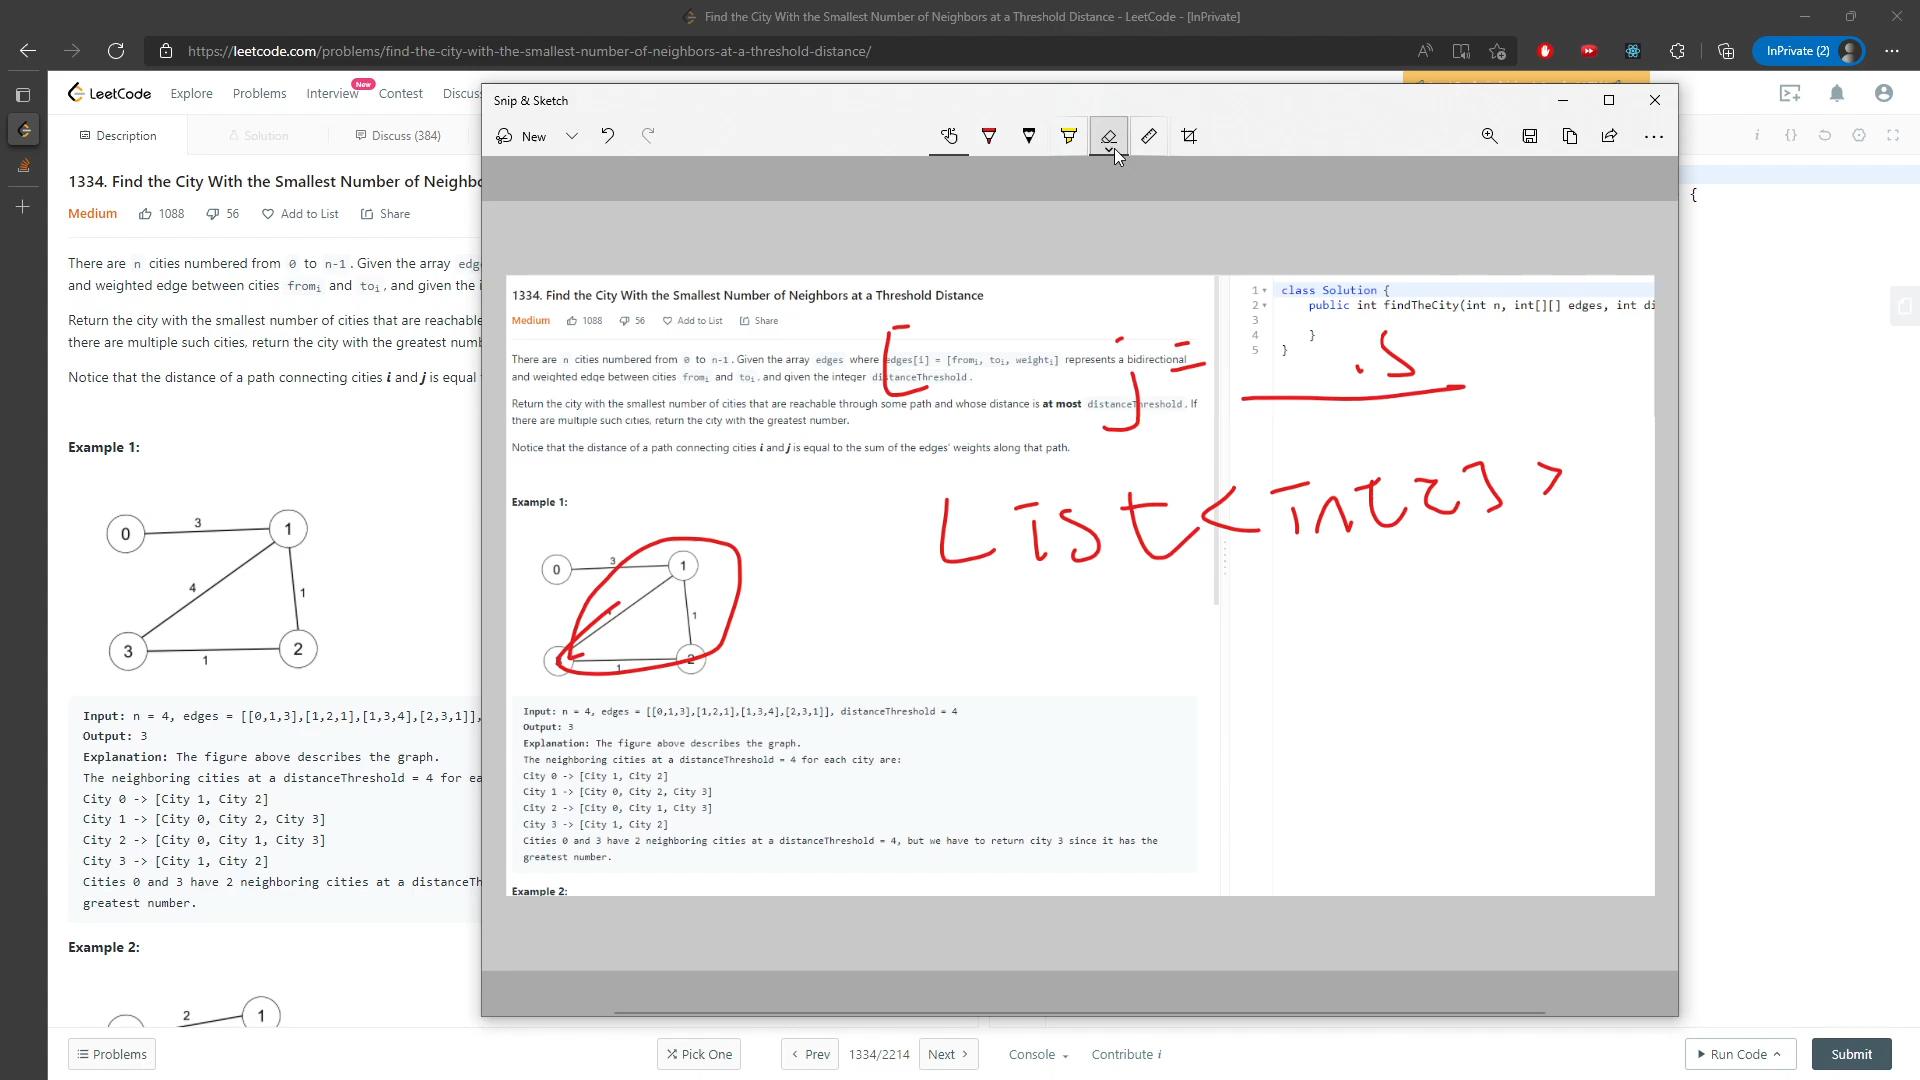 Find the City With the Smallest Number of Neighbors at a Threshold Distance - LeetCode - [InPrivate]
https://leetcode.com/problems/find-the-city-with-the-smallest-number-of-neighbors-at-a-threshold-distance/
InPrivate (2)
LeetCode
Explore
Problems
Interview
New
Contest
Discus
Description
Solution
Discuss (384)
1334. Find the City With the Smallest Number of Neighbo
Medium
1088
56
Add to List
Share
There are n cities numbered from 0 to n-1. Given the array edg
and weighted edge between cities fromi and toi, and given the i
Return the city with the smallest number of cities that are reachable
there are multiple such cities, return the city with the greatest numb
Notice that the distance of a path connecting cities i and j is equal
Example 1:
0
3
1
4
1
3
1
2
Input: n = 4, edges = [[0,1,3],[1,2,1],[1,3,4],[2,3,1]],
Output: 3
Explanation: The figure above describes the graph.
The neighboring cities at a distanceThreshold = 4 for ea
City 0 -> [City 1, City 2]
City 1 -> [City 0, City 2, City 3]
City 2 -> [City 0, City 1, City 3]
City 3 -> [City 1, City 2]
Cities 0 and 3 have 2 neighboring cities at a distanceTh
greatest number.
Example 2:
2
1
Snip & Sketch
New
1334. Find the City With the Smallest Number of Neighbors at a Threshold Distance
Medium
1088
56
Add to List
Share
There are n cities numbered from 0 to n-1. Given the array edges where edges[i] = [fromi, toi, weighti] represents a bidirectional
and weighted edge between cities fromi and toi, and given the integer distanceThreshold.
Return the city with the smallest number of cities that are reachable through some path and whose distance is at most distanceThreshold. If
there are multiple such cities, return the city with the greatest number.
Notice that the distance of a path connecting cities i and j is equal to the sum of the edges' weights along that path.
[
j =
. S
List<int[]>
Example 1:
0
3
1
1
1
2
Input: n = 4, edges = [[0,1,3],[1,2,1],[1,3,4],[2,3,1]], distanceThreshold = 4
Output: 3
Explanation: The figure above describes the graph.
The neighboring cities at a distanceThreshold = 4 for each city are:
City 0 -> [City 1, City 2]
City 1 -> [City 0, City 2, City 3]
City 2 -> [City 0, City 1, City 3]
City 3 -> [City 1, City 2]
Cities 0 and 3 have 2 neighboring cities at a distanceThreshold = 4, but we have to return city 3 since it has the
greatest number.
Example 2:
1 class Solution {
2 public int findTheCity(int n, int[][] edges, int di
3
4 }
5 }
{
Problems
Pick One
Prev
1334/2214
Next
Console
Contribute i
Run Code
Submit